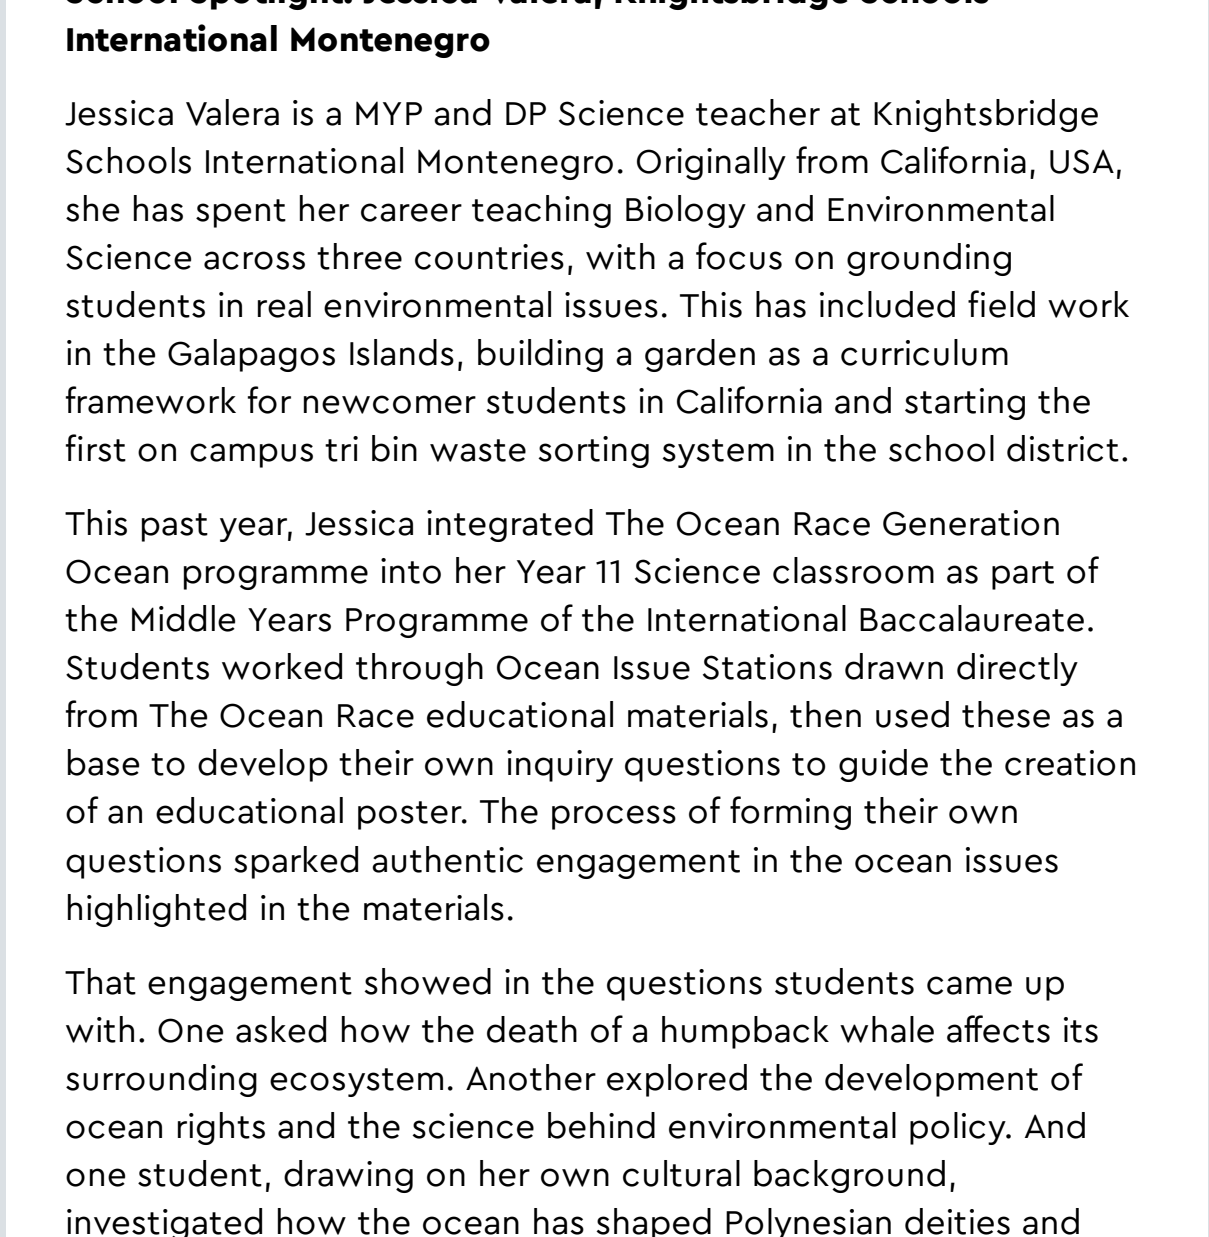 School Spotlight: Jessica Valera, Knightsbridge Schools
International Montenegro
Jessica Valera is a MYP and DP Science teacher at Knightsbridge
Schools International Montenegro. Originally from California, USA,
she has spent her career teaching Biology and Environmental
Science across three countries, with a focus on grounding
students in real environmental issues. This has included field work
in the Galapagos Islands, building a garden as a curriculum
framework for newcomer students in California and starting the
first on campus tri bin waste sorting system in the school district.
This past year, Jessica integrated The Ocean Race Generation
Ocean programme into her Year 11 Science classroom as part of
the Middle Years Programme of the International Baccalaureate.
Students worked through Ocean Issue Stations drawn directly
from The Ocean Race educational materials, then used these as a
base to develop their own inquiry questions to guide the creation
of an educational poster. The process of forming their own
questions sparked authentic engagement in the ocean issues
highlighted in the materials.
That engagement showed in the questions students came up
with. One asked how the death of a humpback whale affects its
surrounding ecosystem. Another explored the development of
ocean rights and the science behind environmental policy. And
one student, drawing on her own cultural background,
investigated how the ocean has shaped Polynesian deities and